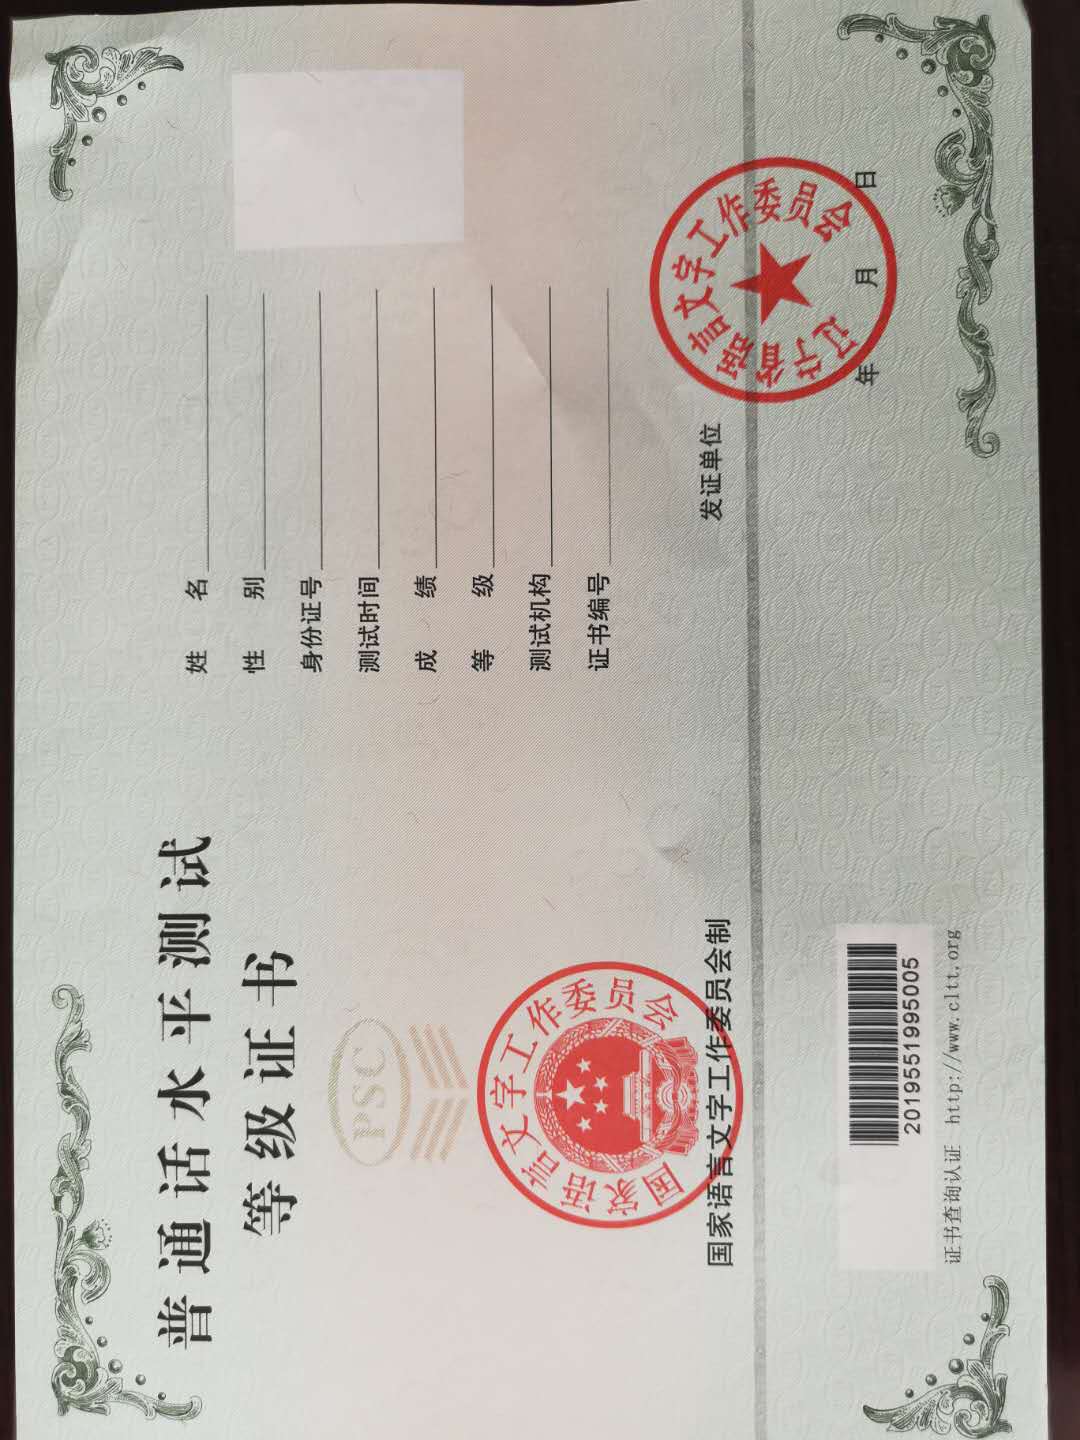 普通话水平测试
等级证书
PSC
国家语言文字工作委员会
国家语言文字工作委员会制
2019551995005
证书查询认证 http://www.cltt.org
姓 名
性 别
身份证号
测试时间
成 绩
等 级
测试机构
证书编号
发证单位
辽宁省语言文字工作委员会
年 月 日